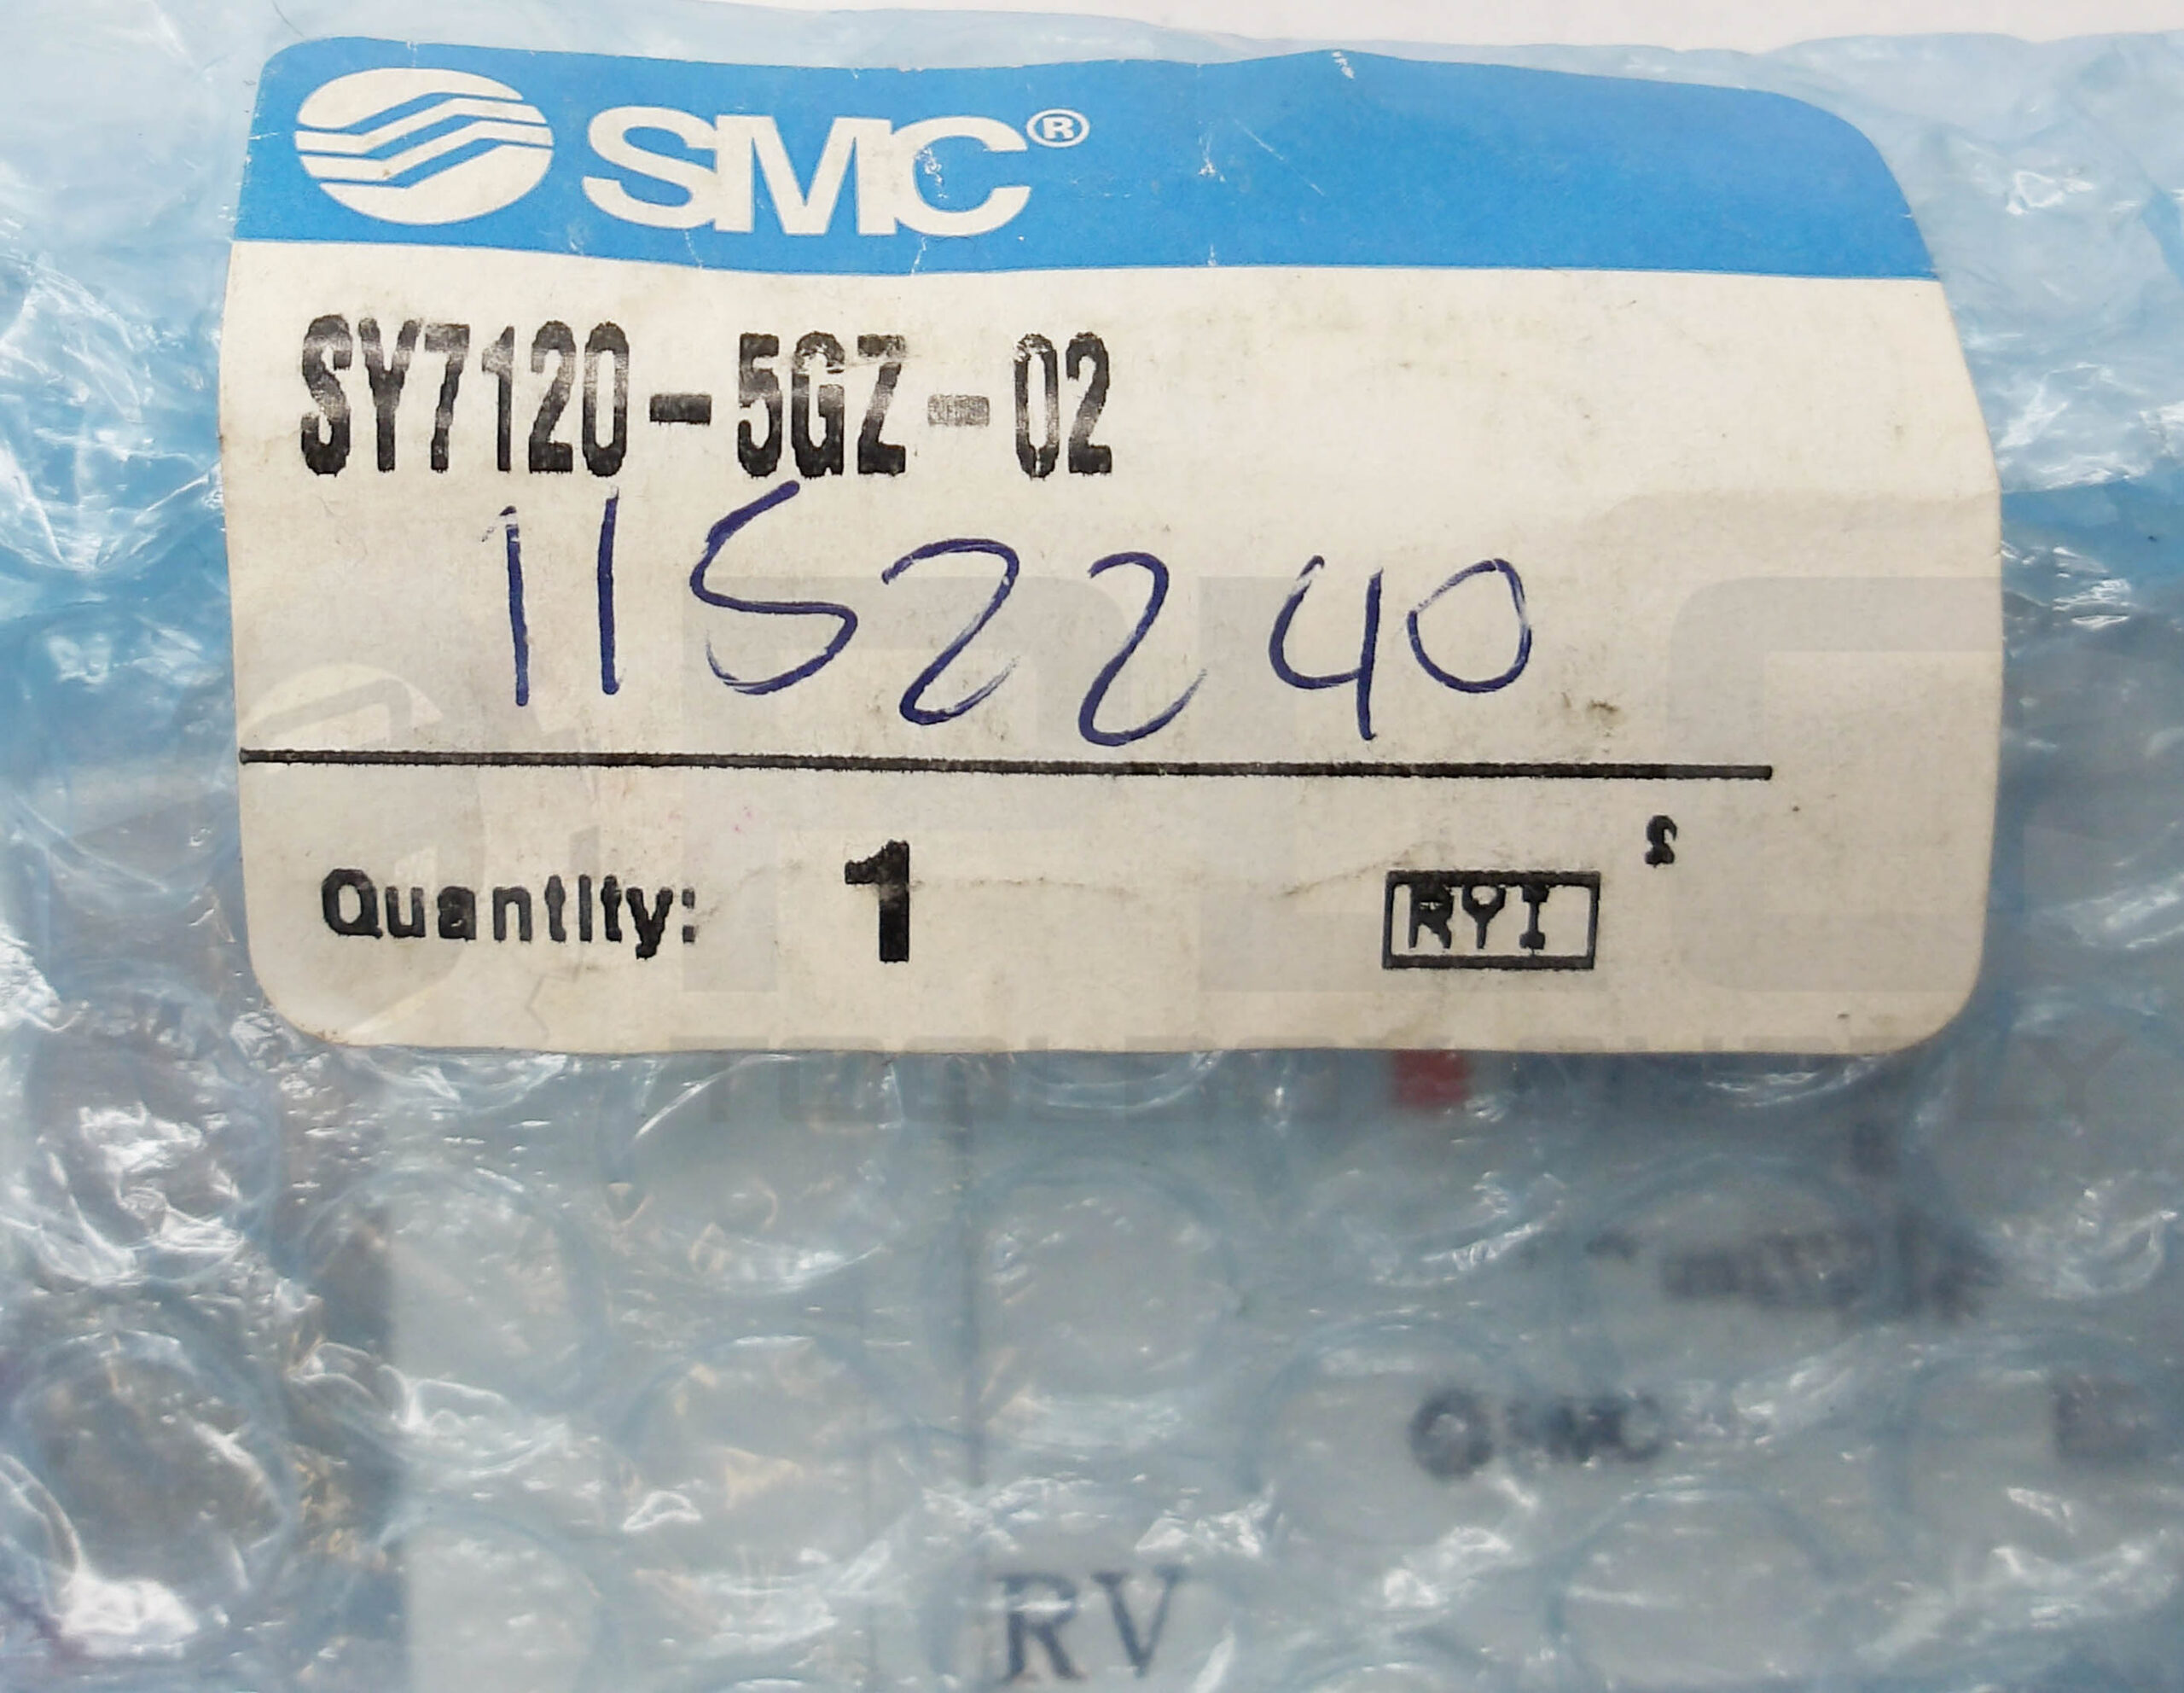 SMC®
SY7120-5GZ-02
1152240
Quantity: 1
RYI
SMC
RV